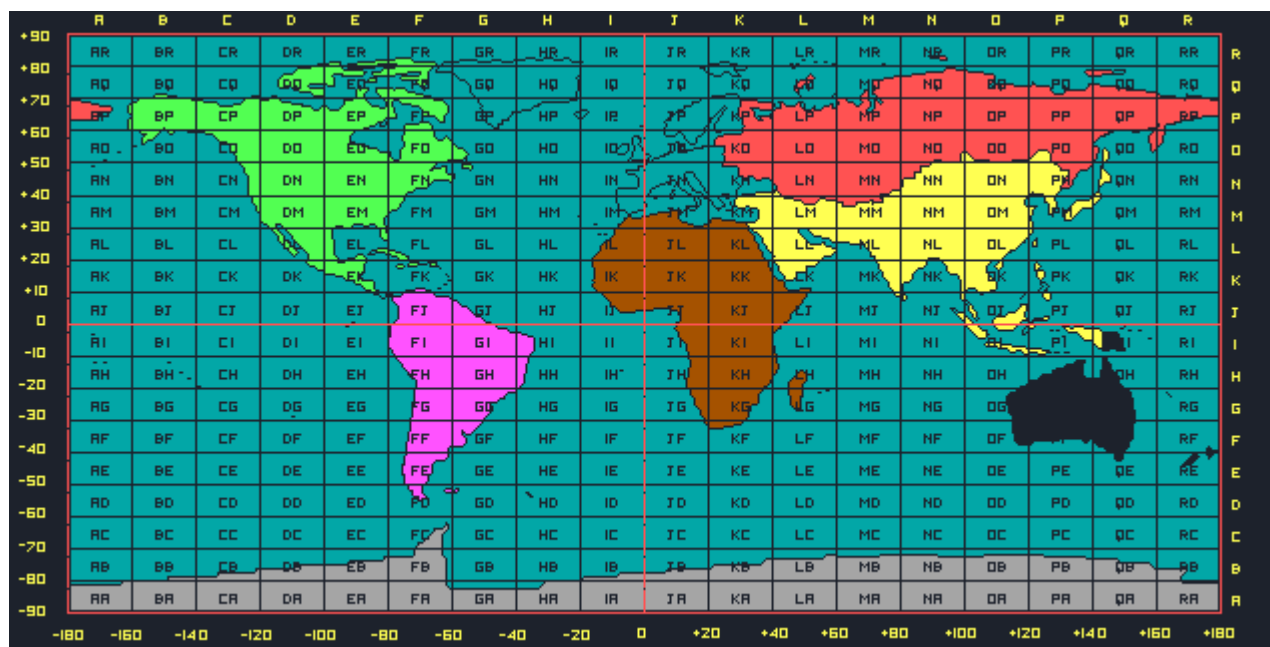 A B C D E F G H I J K L M N O P Q R
+90
AR BR CR DR ER FR GR HR IR JR KR LR MR NR OR PR QR RR R
+80
AQ BQ CQ DQ EQ FQ GQ HQ IQ JQ KQ LQ MQ NQ OQ PQ QQ RQ Q
+70
BP CP DP EP FP GP HP IP JP KP LP MP NP OP PP QP RP P
+60
AO BO CO DO EO FO GO HO IO JO KO LO MO NO OO PO QO RO O
+50
AN BN CN DN EN FN GN HN IN JN KN LN MN NN ON PN QN RN N
+40
AM BM CM DM EM FM GM HM IM JM KM LM MM NM OM PM QM RM M
+30
AL BL CL DL EL FL GL HL IL JL KL LL ML NL OL PL QL RL L
+20
AK BK CK DK EK FK GK HK IK JK KK LK MK NK OK PK QK RK K
+10
AJ BJ CJ DJ EJ FJ GJ HJ IJ JJ KJ LJ MJ NJ OJ PJ QJ RJ J
0
AI BI CI DI EI FI GI HI II JI KI LI MI NI OI PI RI I
-10
AH BH CH DH EH FH GH HH IH JH KH LH MH NH OH QH RH H
-20
-30
AG BG CG DG EG FG GG HG IG JG KG LG MG NG OG RG G
AF BF CF DF EF FF GF HF IF JF KF LF MF NF OF RF F
-40
AE BE CE DE EE FE GE HE IE JE KE LE ME NE OE PE QE RE E
-50
AD BD CD DD ED FD GD HD ID JD KD LD MD ND OD PD QD RD D
-60
AC BC CC DC EC FC GC HC IC JC KC LC MC NC OC PC QC RC C
-70
AB BB CB DB EB FB GB HB IB JB KB LB MB NB OB PB QB RB B
-80
AA BA CA DA EA FA GA HA IA JA KA LA MA NA OA PA QA RA A
-90
-180 -160 -140 -120 -100 -80 -60 -40 -20 0 +20 +40 +60 +80 +100 +120 +140 +160 +180